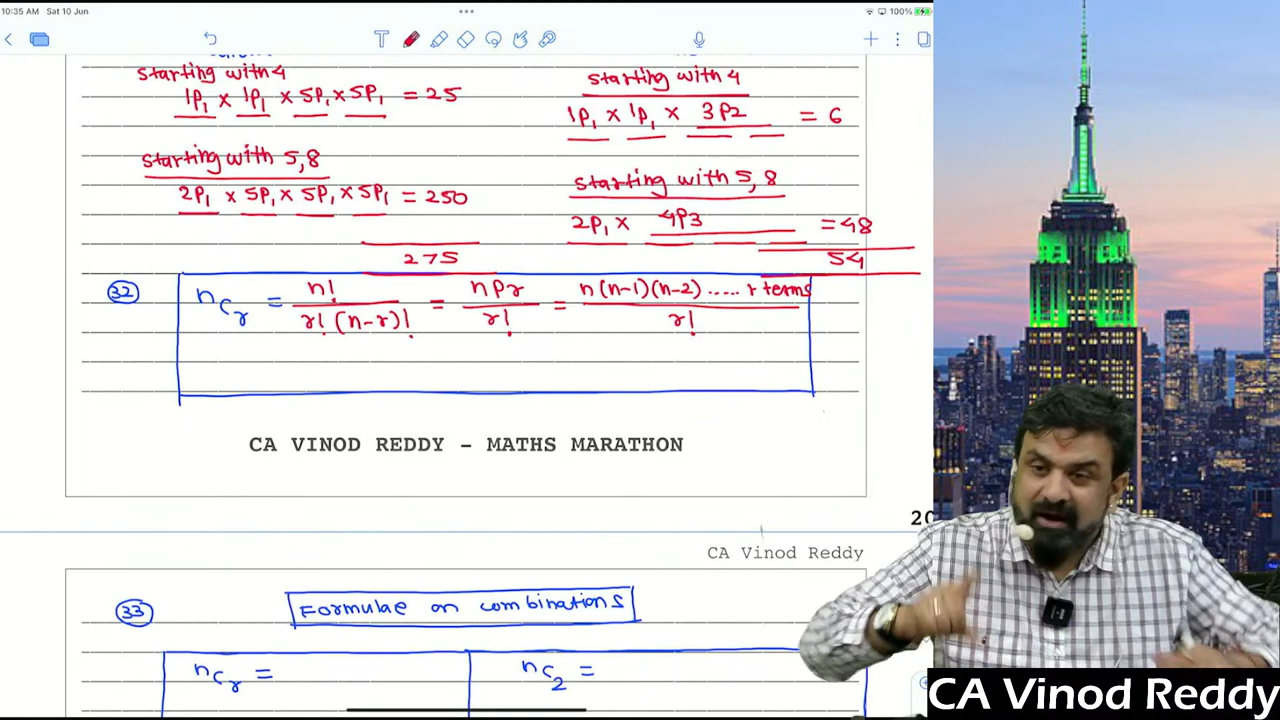 10:35 AM Sat 10 Jun
100%
starting with 4
1P1 × 1P1 × 5P1 × 5P1 = 25
starting with 5,8
2P1 × 5P1 × 5P1 × 5P1 = 250
275
starting with 4
1P1 × 1P1 × 3P2 = 6
starting with 5,8
2P1 × 4P3 = 48
54
32 nCr = n! / r!(n-r)! = nPr / r! = n(n-1)(n-2)..... r terms / r!
CA VINOD REDDY - MATHS MARATHON
20
CA Vinod Reddy
33 Formulae on combinations
nCr =
nC2 =
CA Vinod Reddy